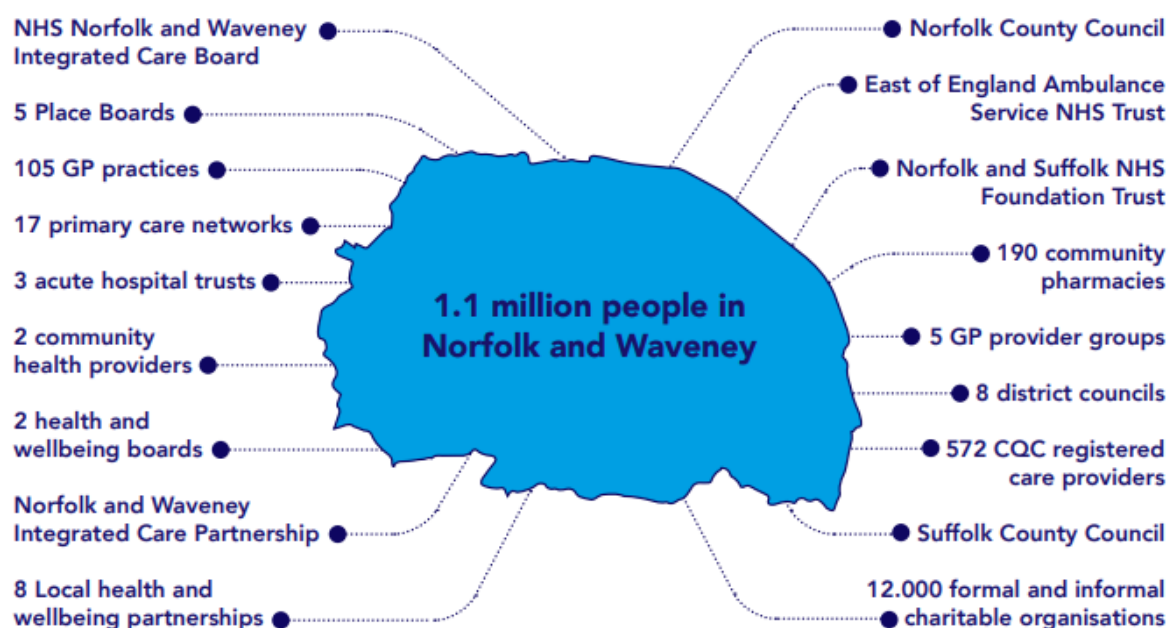 NHS Norfolk and Waveney
Integrated Care Board
5 Place Boards
105 GP practices
17 primary care networks
3 acute hospital trusts
2 community
health providers
2 health and
wellbeing boards
Norfolk and Waveney
Integrated Care Partnership
8 Local health and
wellbeing partnerships
1.1 million people in
Norfolk and Waveney
Norfolk County Council
East of England Ambulance
Service NHS Trust
Norfolk and Suffolk NHS
Foundation Trust
190 community
pharmacies
5 GP provider groups
8 district councils
572 CQC registered
care providers
Suffolk County Council
12.000 formal and informal
charitable organisations